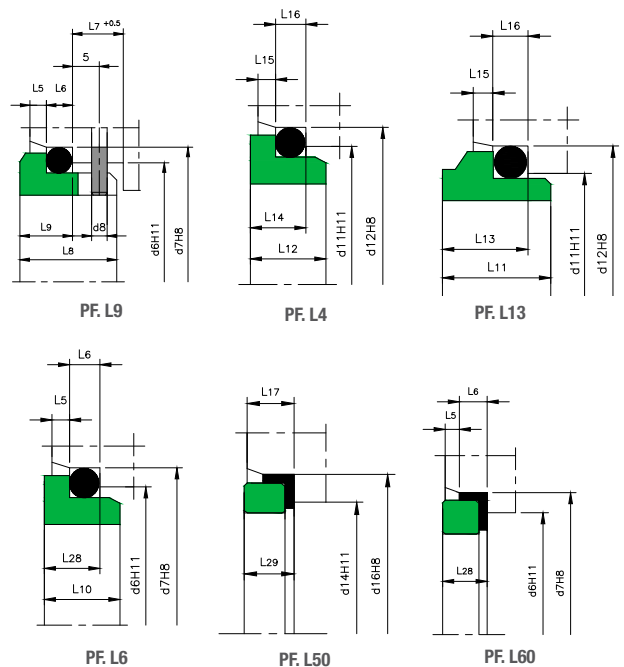 L7 +0.5
5
L5 L6
L9
d8
L8
d6H11
d7H8
PF. L9
L16
L15
L14
L12
d11H11
d12H8
PF. L4
L16
L15
L13
L11
d11H11
d12H8
PF. L13
L6
L5
L28
L10
d6H11
d7H8
PF. L6
L17
L29
d14H11
d16H8
PF. L50
L6
L5
L28
d6H11
d7H8
PF. L60